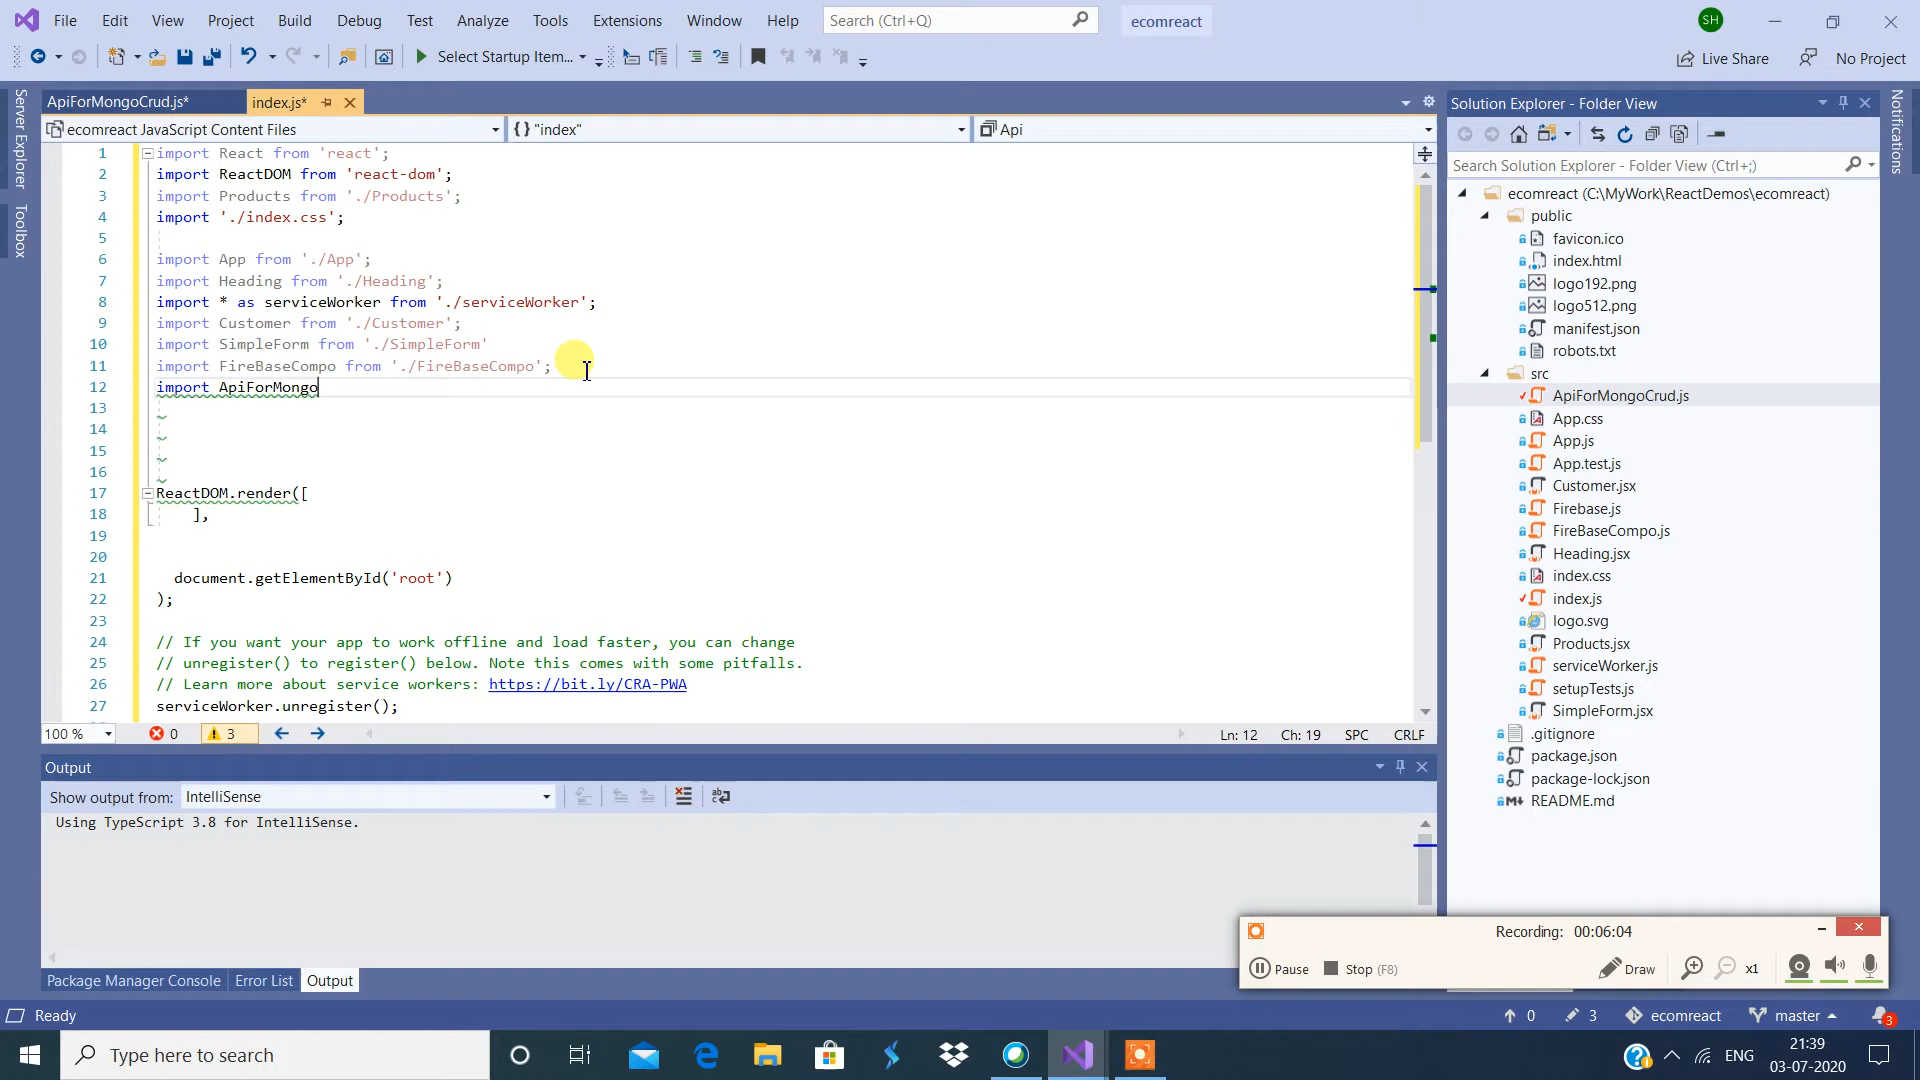 File Edit View Project Build Debug Test Analyze Tools Extensions Window Help Search (Ctrl+Q) ecomreact SH
Select Startup Item... Live Share No Project
Server Explorer
Toolbox
ApiForMongoCrud.js* index.js*
ecomreact JavaScript Content Files {} "index" Api
1 import React from 'react';
2 import ReactDOM from 'react-dom';
3 import Products from './Products';
4 import './index.css';
5
6 import App from './App';
7 import Heading from './Heading';
8 import * as serviceWorker from './serviceWorker';
9 import Customer from './Customer';
10 import SimpleForm from './SimpleForm'
11 import FireBaseCompo from './FireBaseCompo';
12 import ApiForMongo
13
14
15
16
17 ReactDOM.render([
18 ],
19
20
21 document.getElementById('root')
22 );
23
24 // If you want your app to work offline and load faster, you can change
25 // unregister() to register() below. Note this comes with some pitfalls.
26 // Learn more about service workers: https://bit.ly/CRA-PWA
27 serviceWorker.unregister();
100 % 0 3 Ln: 12 Ch: 19 SPC CRLF
Output
Show output from: IntelliSense
Using TypeScript 3.8 for IntelliSense.
Package Manager Console Error List Output
Solution Explorer - Folder View
Search Solution Explorer - Folder View (Ctrl+;)
ecomreact (C:\MyWork\ReactDemos\ecomreact)
public
favicon.ico
index.html
logo192.png
logo512.png
manifest.json
robots.txt
src
ApiForMongoCrud.js
App.css
App.js
App.test.js
Customer.jsx
Firebase.js
FireBaseCompo.js
Heading.jsx
index.css
index.js
logo.svg
Products.jsx
serviceWorker.js
setupTests.js
SimpleForm.jsx
.gitignore
package.json
package-lock.json
README.md
Notifications
Recording: 00:06:04
Pause Stop (F8) Draw x1
Ready 0 3 ecomreact master 3
Type here to search ENG 21:39
03-07-2020